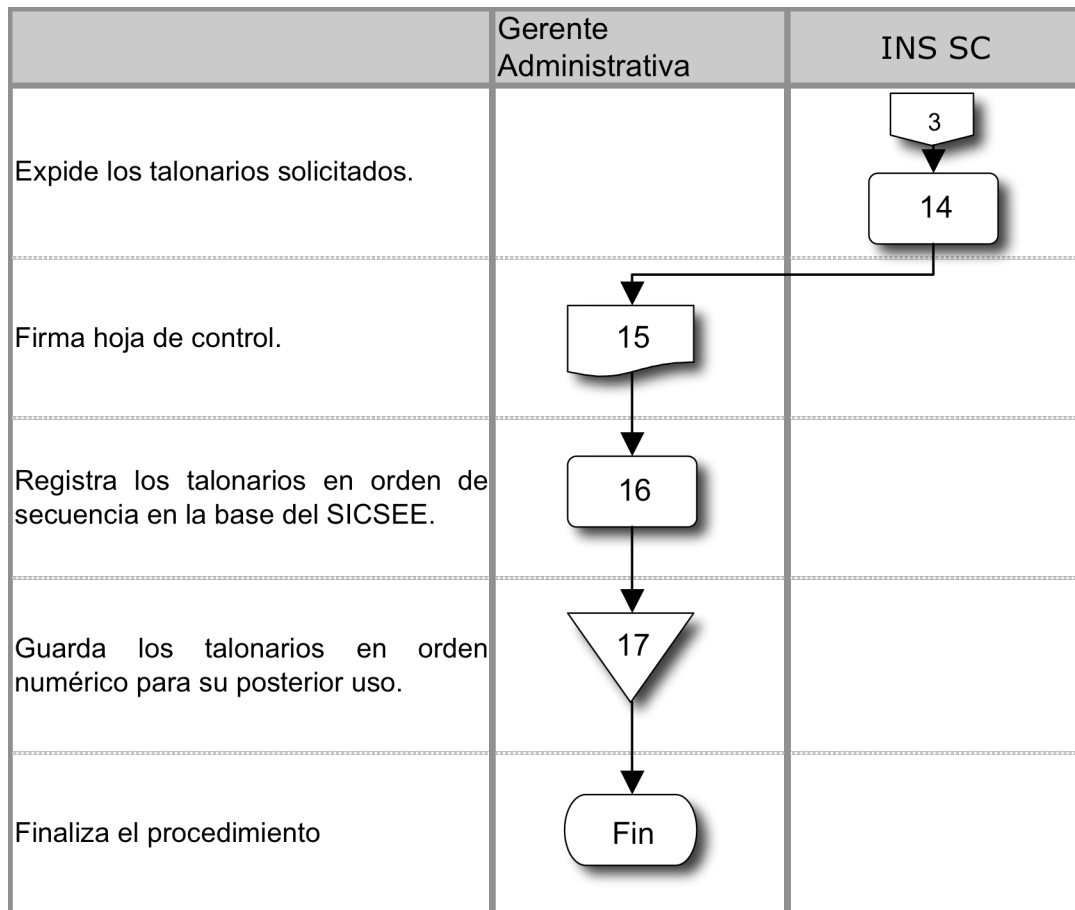 Gerente
Administrativa
INS SC
3
Expide los talonarios solicitados.
14
Firma hoja de control.
15
Registra los talonarios en orden de
secuencia en la base del SICSEE.
16
Guarda los talonarios en orden
numérico para su posterior uso.
17
Finaliza el procedimiento
Fin